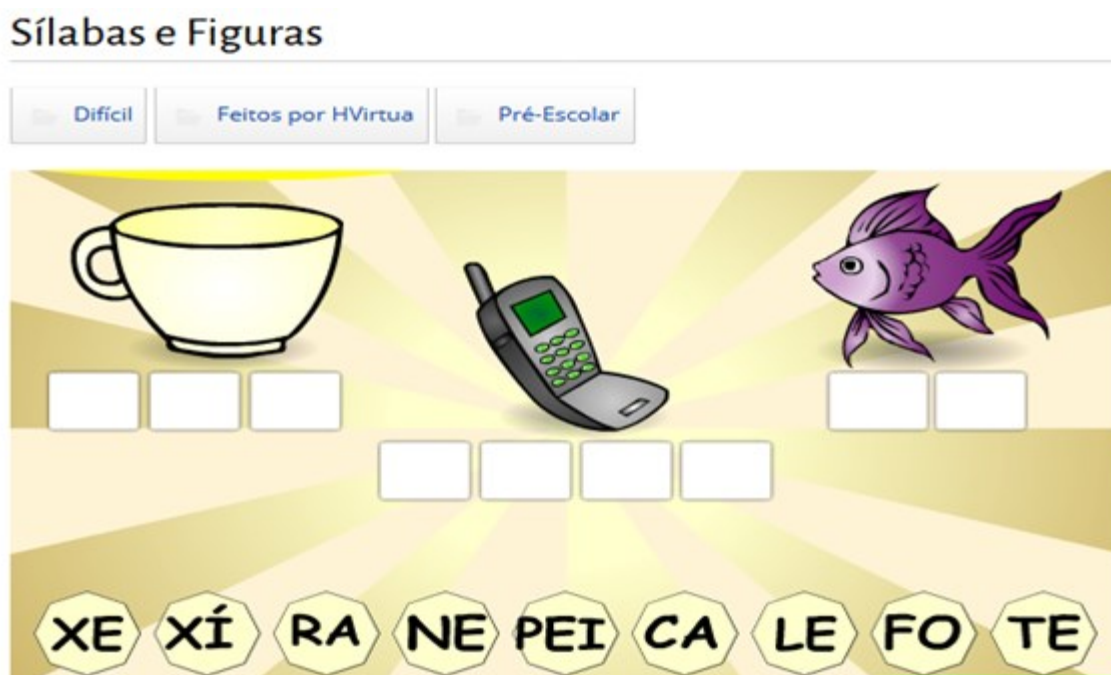 Sílabas e Figuras
Difícil Feitos por HVirtua Pré-Escolar
XE XÍ RA NE PEI CA LE FO TE